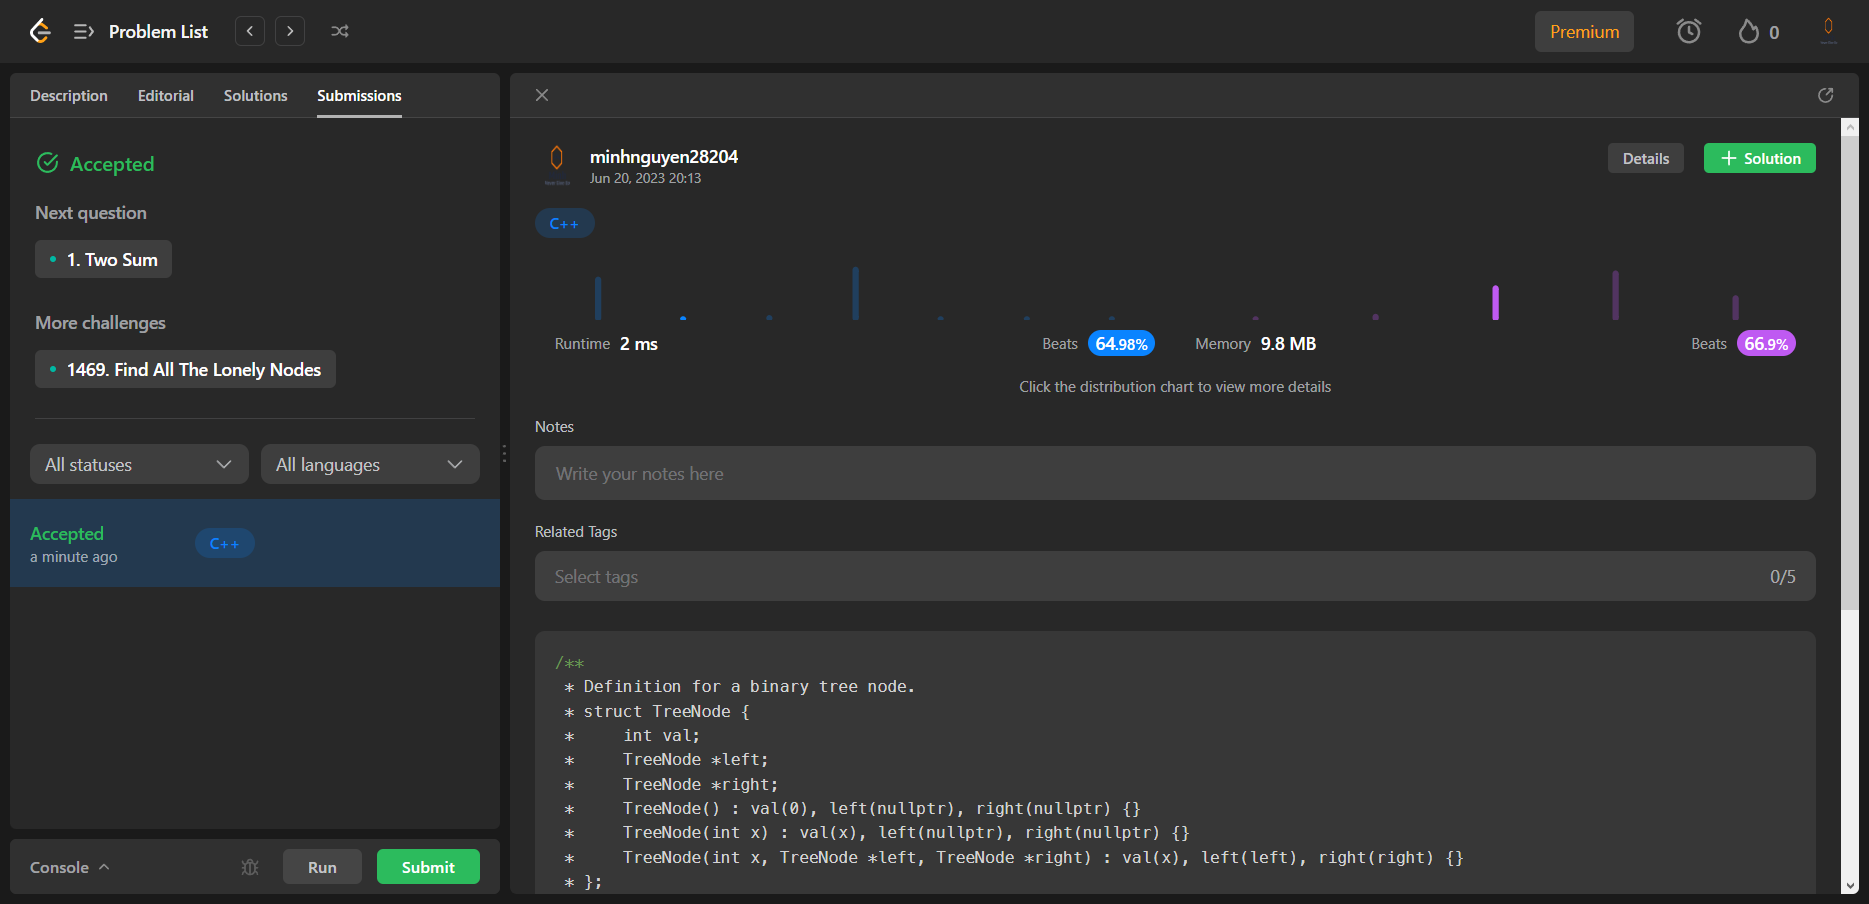 Problem List
Premium
0
Description Editorial Solutions Submissions
Accepted
Next question
1. Two Sum
More challenges
1469. Find All The Lonely Nodes
All statuses All languages
Accepted
a minute ago
C++
Console Run Submit
minhnguyen28204
Jun 20, 2023 20:13
Details Solution
C++
Runtime 2 ms Beats 64.98% Memory 9.8 MB Beats 66.9%
Click the distribution chart to view more details
Notes
Write your notes here
Related Tags
Select tags 0/5
/**
* Definition for a binary tree node.
* struct TreeNode {
*     int val;
*     TreeNode *left;
*     TreeNode *right;
*     TreeNode() : val(0), left(nullptr), right(nullptr) {}
*     TreeNode(int x) : val(x), left(nullptr), right(nullptr) {}
*     TreeNode(int x, TreeNode *left, TreeNode *right) : val(x), left(left), right(right) {}
* };